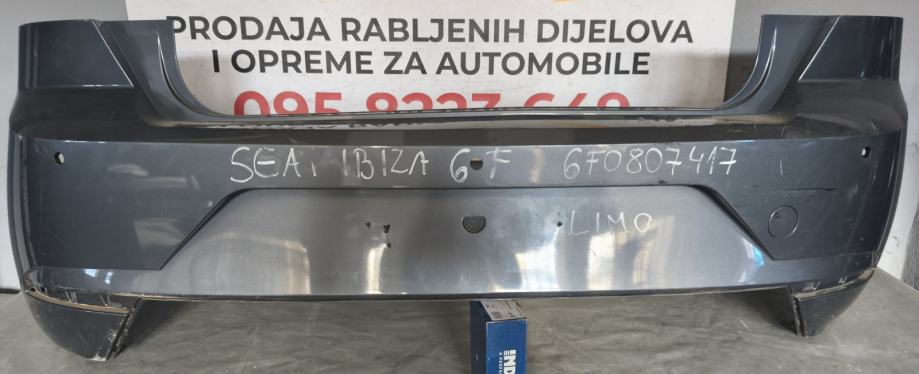 PRODAJA RABLJENIH DIJELOVA
I OPREME ZA AUTOMOBILE
SEAT IBIZA 6F 6F0807417
LIMO